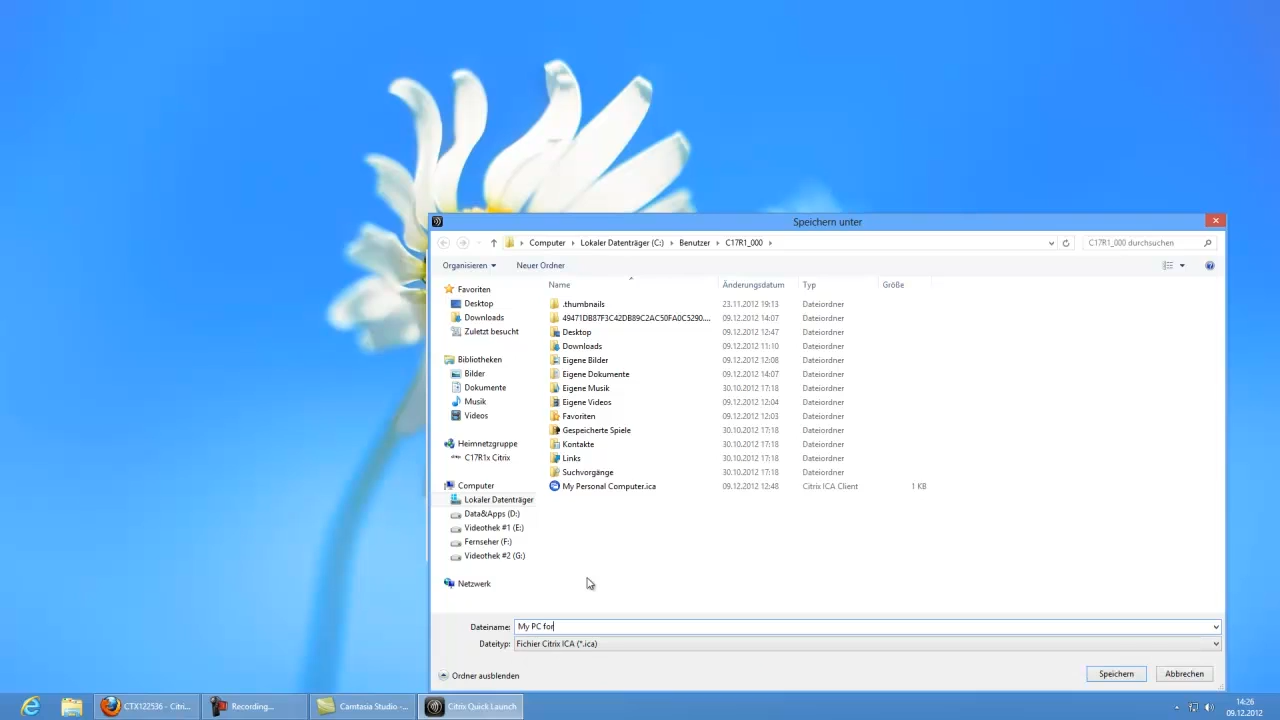 Speichern unter
Computer
Lokaler Datenträger (C:)
Benutzer
C17R1_000
C17R1_000 durchsuchen
Organisieren
Neuer Ordner
Name
Änderungsdatum
Typ
Größe
Favoriten
Desktop
Downloads
Zuletzt besucht
Bibliotheken
Bilder
Dokumente
Musik
Videos
Heimnetzgruppe
C17R1x Citrix
Computer
Lokaler Datenträger
Data&Apps (D:)
Videothek #1 (E:)
Fernseher (F:)
Videothek #2 (G:)
Netzwerk
.thumbnails 23.11.2012 19:13 Dateiordner
49471DB87F3C42DB89C2AC50FA0C5290.... 09.12.2012 14:07 Dateiordner
Desktop 09.12.2012 12:47 Dateiordner
Downloads 09.12.2012 11:10 Dateiordner
Eigene Bilder 09.12.2012 12:08 Dateiordner
Eigene Dokumente 09.12.2012 14:07 Dateiordner
Eigene Musik 30.10.2012 17:18 Dateiordner
Eigene Videos 09.12.2012 12:04 Dateiordner
Favoriten 09.12.2012 12:03 Dateiordner
Gespeicherte Spiele 30.10.2012 17:18 Dateiordner
Kontakte 30.10.2012 17:18 Dateiordner
Links 30.10.2012 17:18 Dateiordner
Suchvorgänge 30.10.2012 17:18 Dateiordner
My Personal Computer.ica 09.12.2012 12:48 Citrix ICA Client 1 KB
Dateiname: My PC for
Dateityp: Fichier Citrix ICA (*.ica)
Ordner ausblenden
Speichern
Abbrechen
CTX122536 - Citri...
Recording...
Camtasia Studio -...
Citrix Quick Launch
14:26
09.12.2012